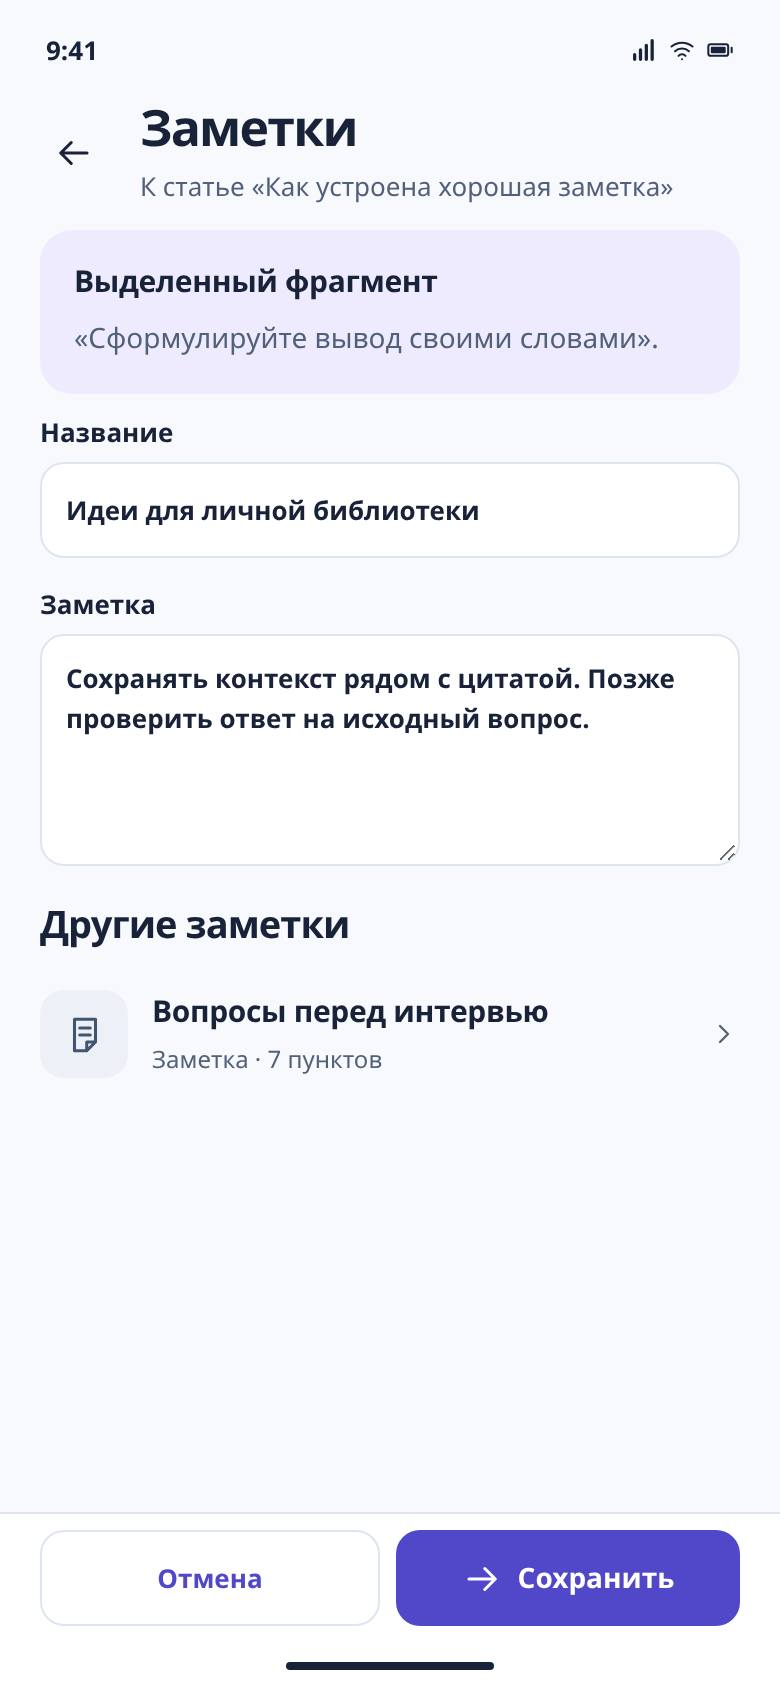 9:41
Заметки
К статье «Как устроена хорошая заметка»
Выделенный фрагмент
«Сформулируйте вывод своими словами».
Название
Идеи для личной библиотеки
Заметка
Сохранять контекст рядом с цитатой. Позже
проверить ответ на исходный вопрос.
Другие заметки
Вопросы перед интервью
Заметка · 7 пунктов
Отмена
Сохранить